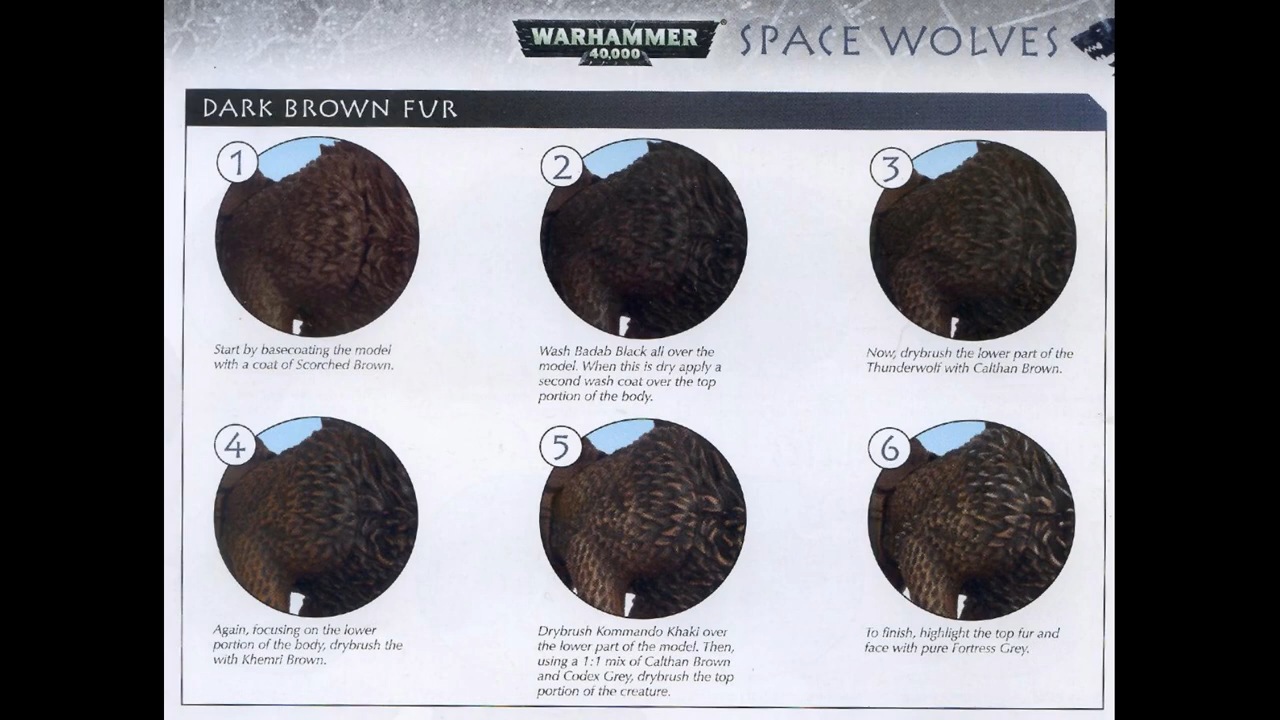 WARHAMMER®
40,000
SPACE WOLVES
DARK BROWN FUR
1
Start by basecoating the model
with a coat of Scorched Brown.
2
Wash Badab Black all over the
model. When this is dry apply a
second wash coat over the top
portion of the body.
3
Now, drybrush the lower part of the
Thunderwolf with Calthan Brown.
4
Again, focusing on the lower
portion of the body, drybrush the
with Khemri Brown.
5
Drybrush Kommando Khaki over
the lower part of the model. Then,
using a 1:1 mix of Calthan Brown
and Codex Grey, drybrush the top
portion of the creature.
6
To finish, highlight the top fur and
face with pure Fortress Grey.